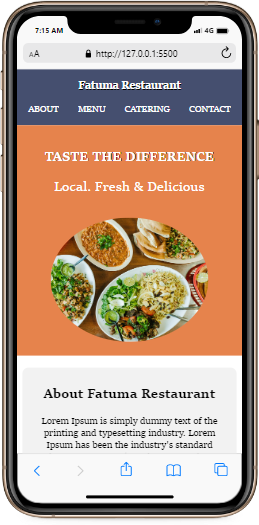 7:15 AM
4G
AA
http://127.0.0.1:5500
Fatuma Restaurant
ABOUT MENU CATERING CONTACT
TASTE THE DIFFERENCE
Local. Fresh & Delicious
About Fatuma Restaurant
Lorem Ipsum is simply dummy text of the
printing and typesetting industry. Lorem
Ipsum has been the industry's standard